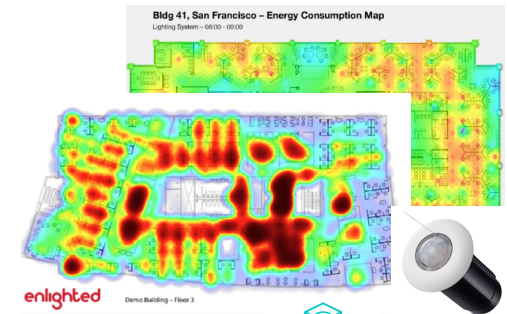 Bldg 41, San Francisco – Energy Consumption Map
Lighting System – 08:00 - 09:00
enlighted
Demo Building – Floor 3